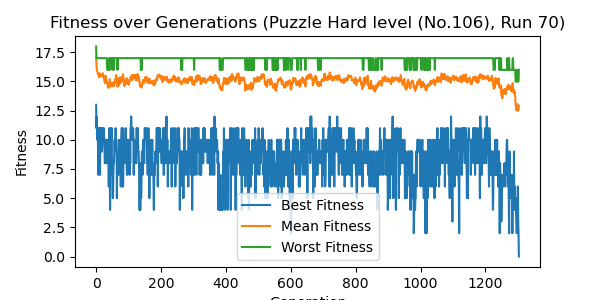 Fitness over Generations (Puzzle Hard level (No.106), Run 70)
Fitness
17.5
15.0
12.5
10.0
7.5
5.0
2.5
0.0
Best Fitness
Mean Fitness
Worst Fitness
0
200
400
600
800
1000
1200
Generation